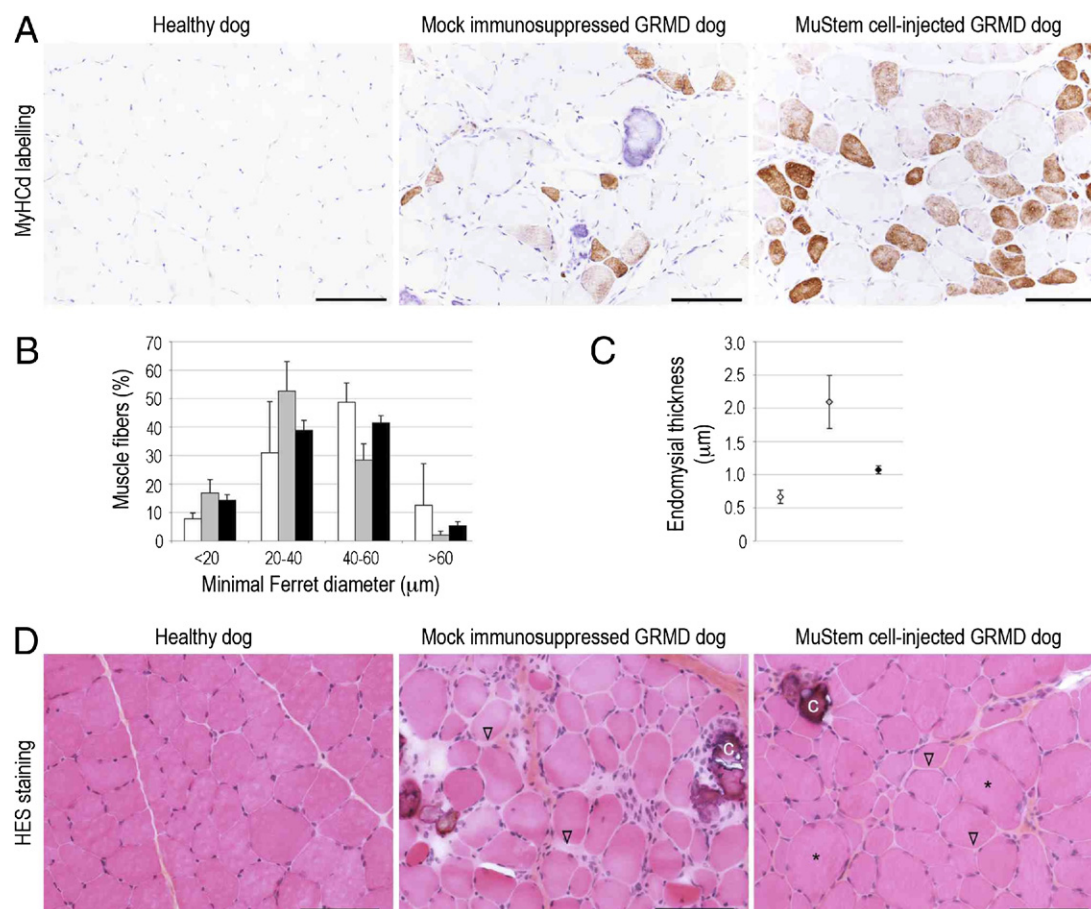 A
Healthy dog
Mock immunosuppressed GRMD dog
MuStem cell-injected GRMD dog
MyHCd labelling
B
Muscle fibers (%)
70
60
50
40
30
20
10
0
<20
20-40
40-60
>60
Minimal Ferret diameter (μm)
C
Endomysial thickness
(μm)
3.0
2.5
2.0
1.5
1.0
0.5
0
D
Healthy dog
Mock immunosuppressed GRMD dog
MuStem cell-injected GRMD dog
HES staining
C
C
*
*